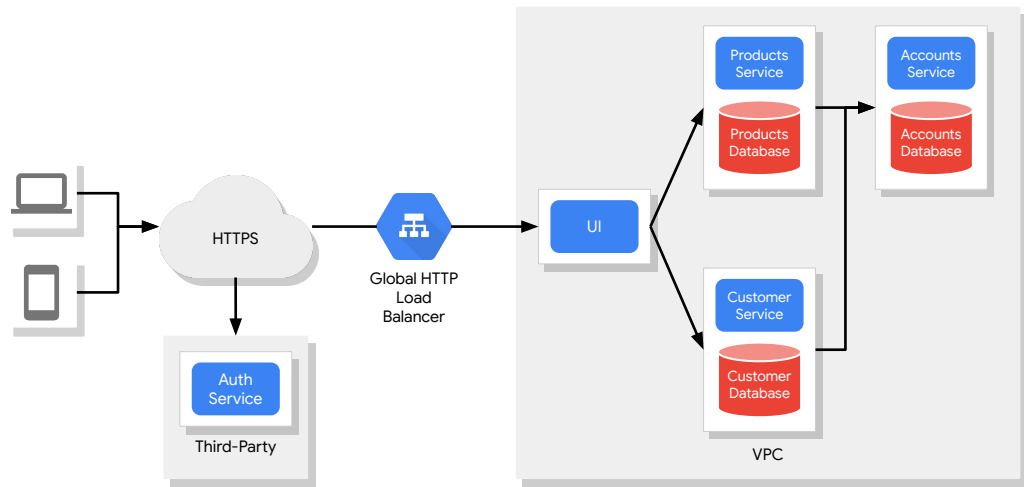 HTTPS
Global HTTP
Load
Balancer
Auth
Service
Third-Party
UI
Products
Service
Products
Database
Accounts
Service
Accounts
Database
Customer
Service
Customer
Database
VPC